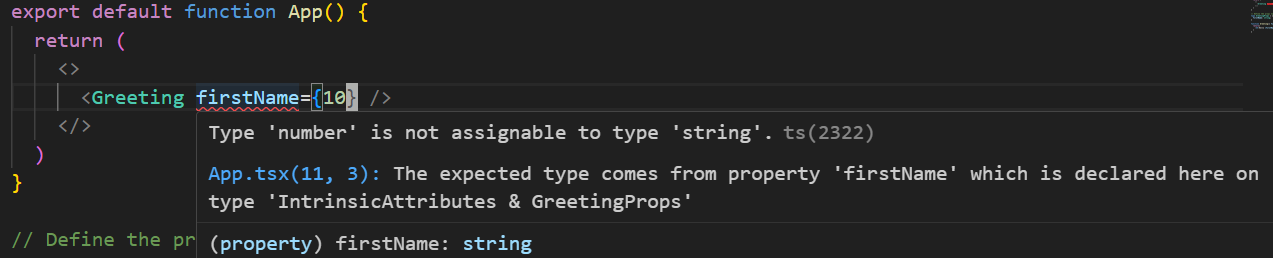 export default function App() {
return (
<>
<Greeting firstName={10} />
</>
)
}
Type 'number' is not assignable to type 'string'. ts(2322)
App.tsx(11, 3): The expected type comes from property 'firstName' which is declared here on
type 'IntrinsicAttributes & GreetingProps'
(property) firstName: string
// Define the pr